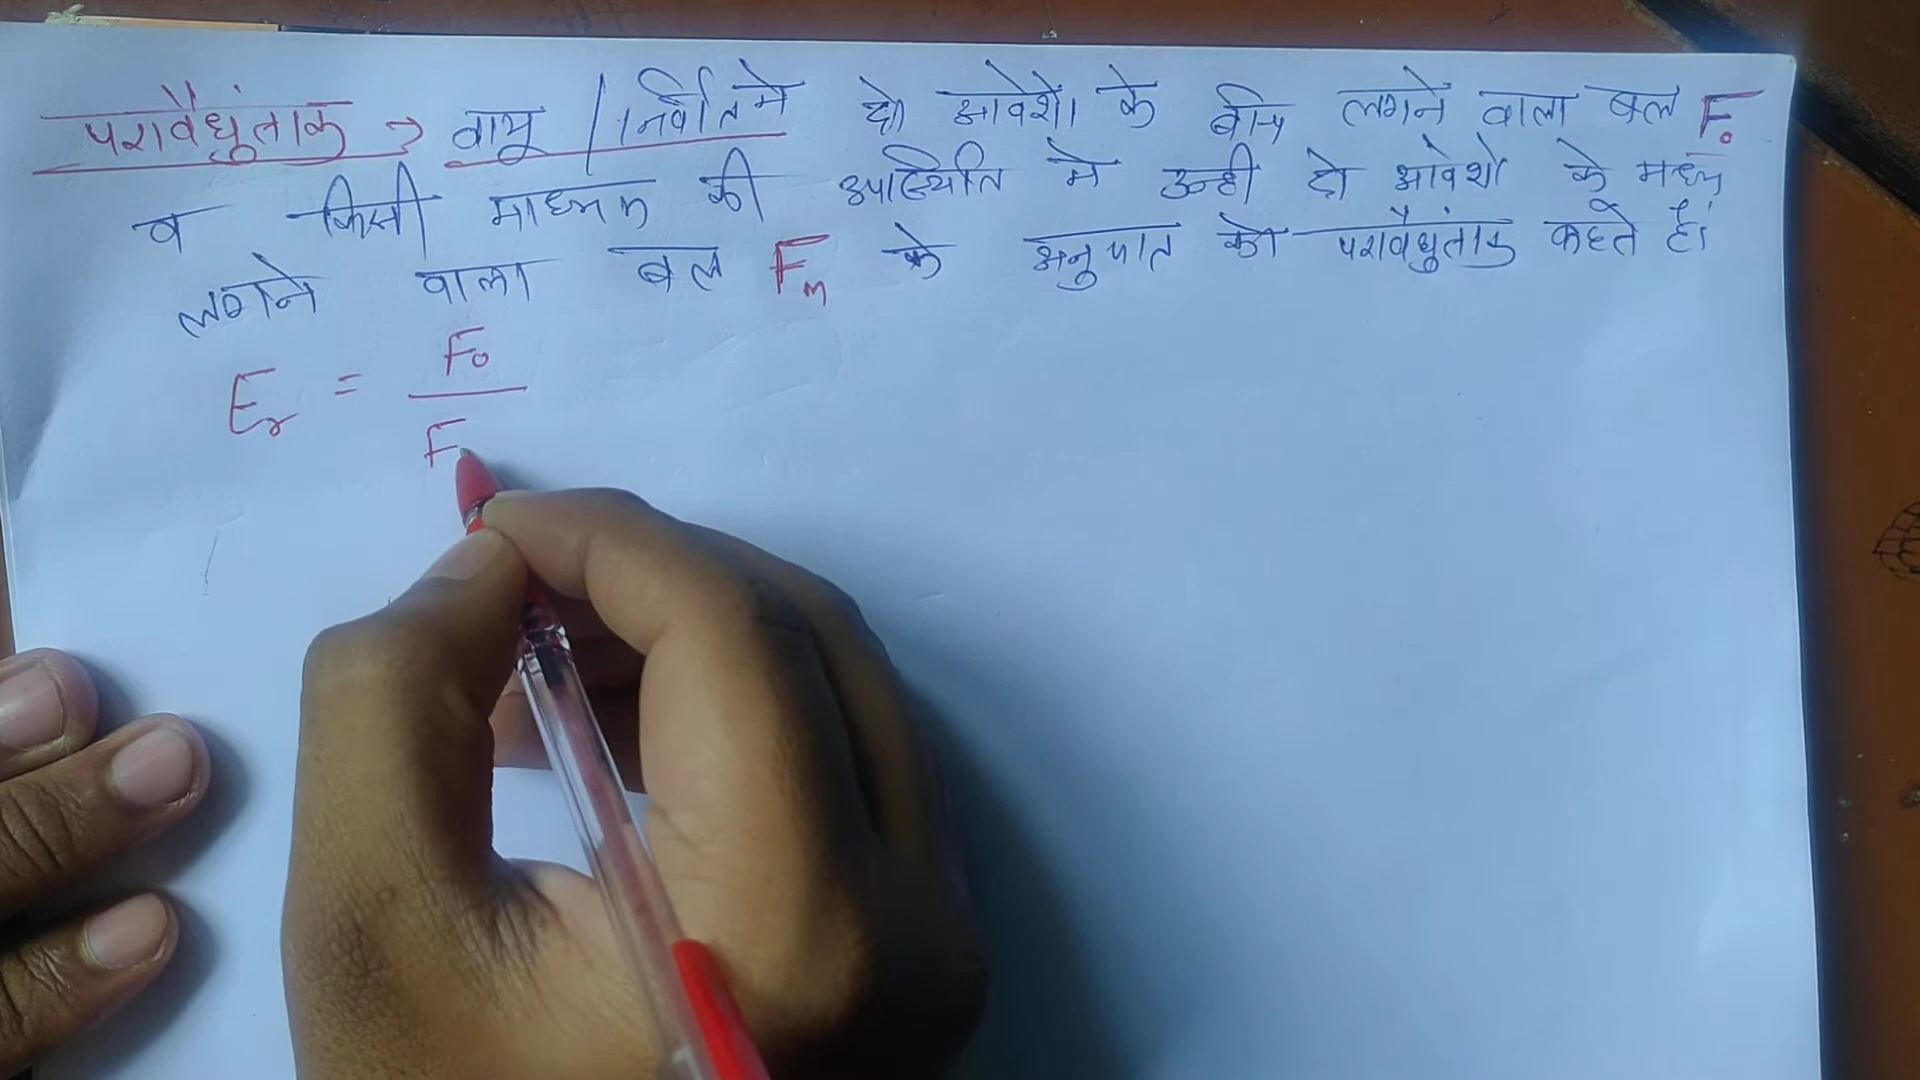 परावैधुंताक → वायु / निर्वात मे दो आवेशो के बीच लगने वाला बल F₀
व किसी माध्यम की उपस्थिति मे उन्ही दो आवेशो के मध्य
लगने वाला बल Fₘ के अनुपात को परावैधुंताक कहते हैं।
Eᵣ = F₀
F